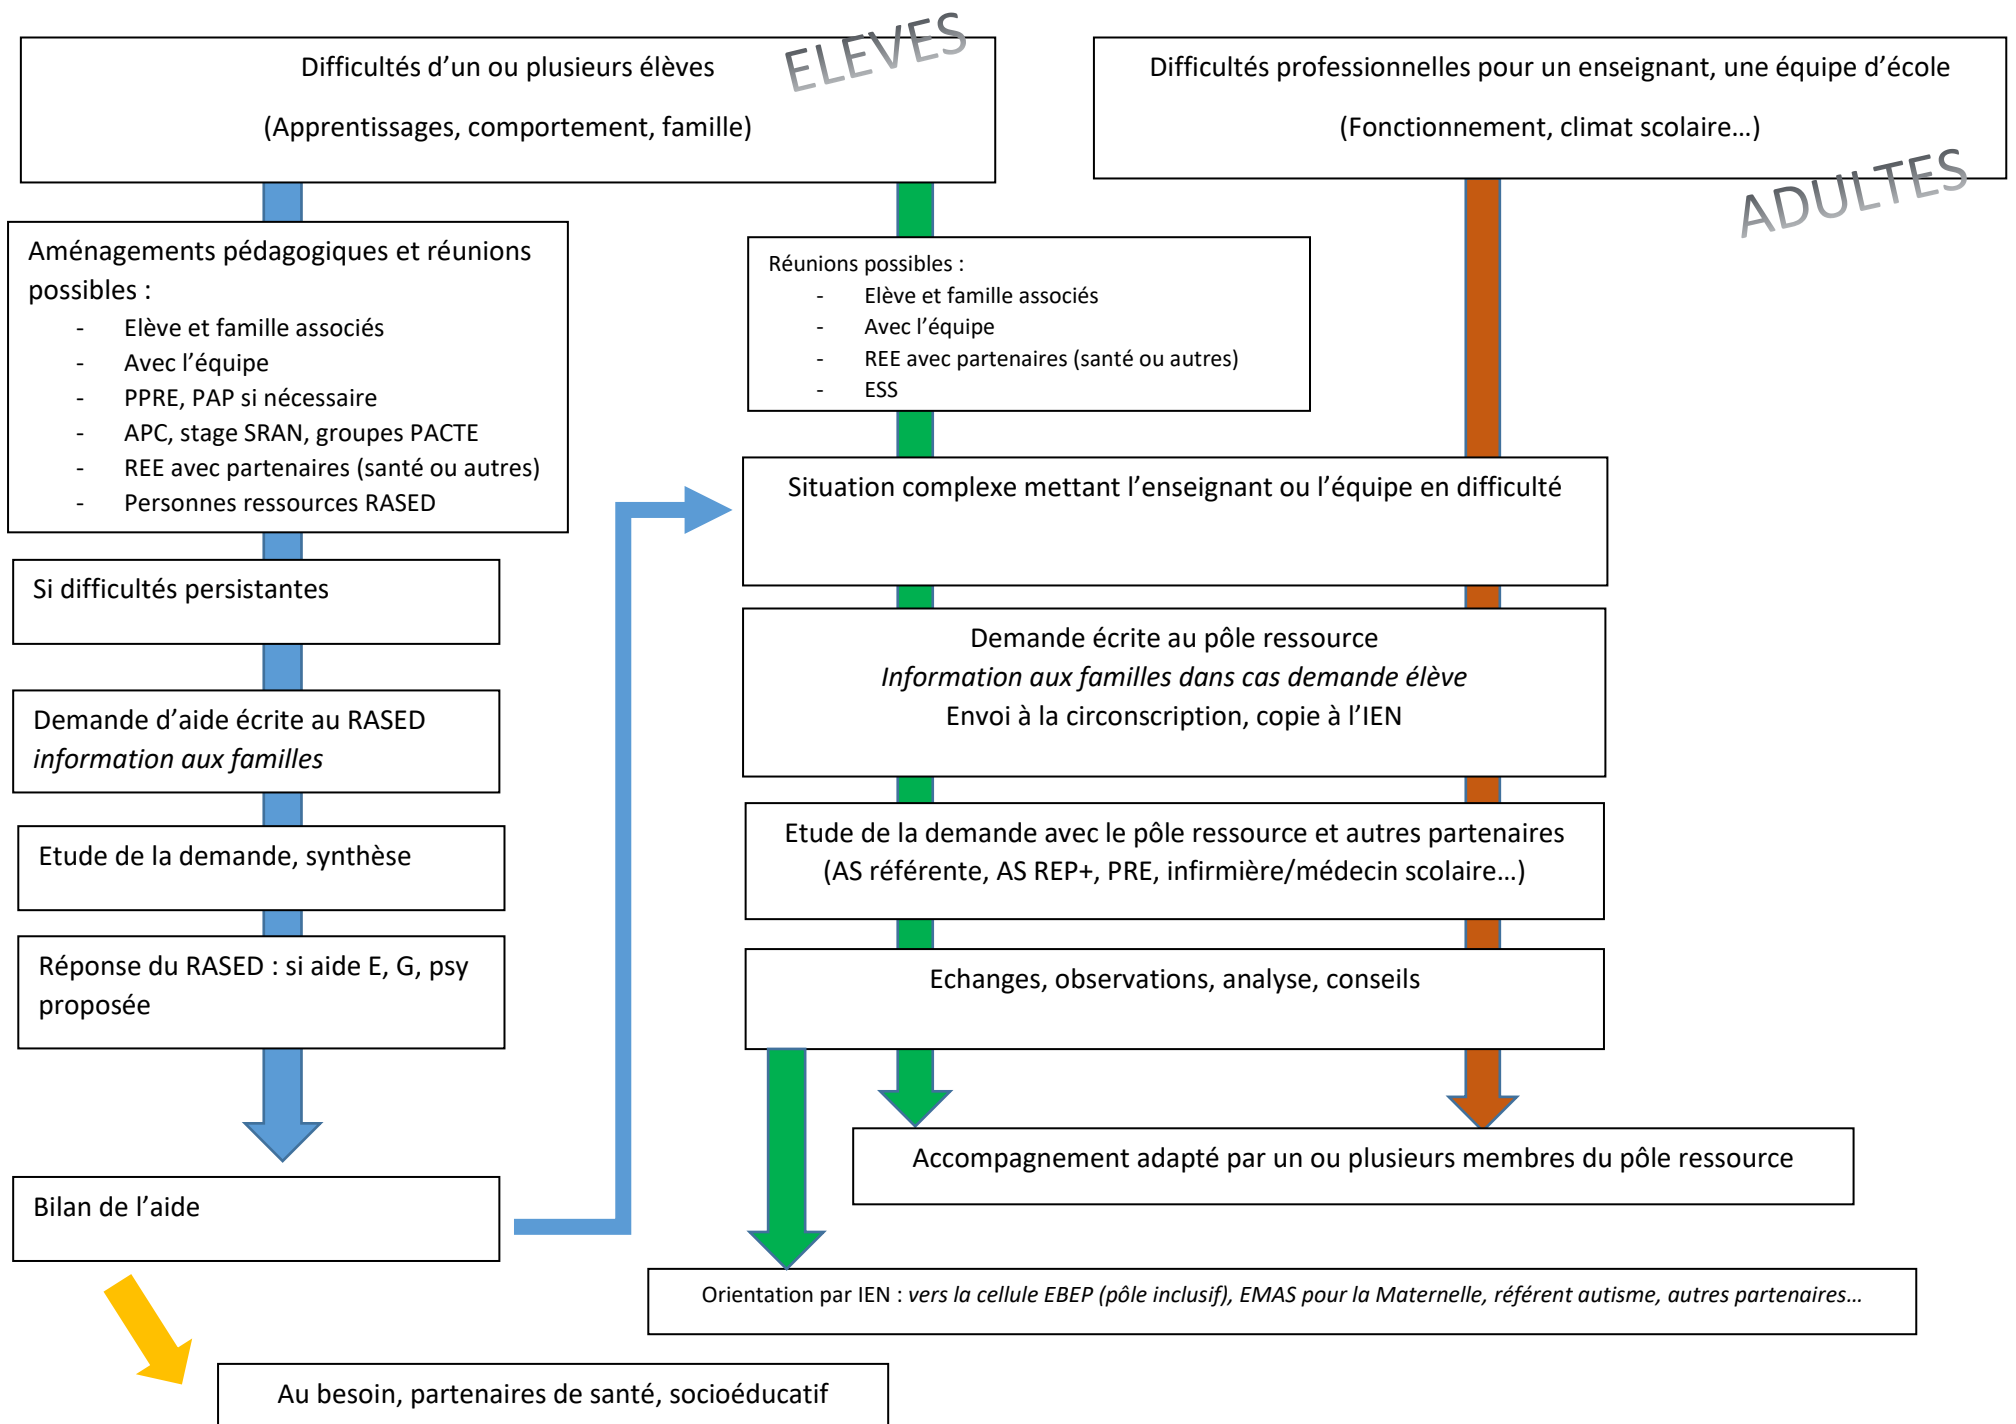 ELEVES
Difficultés d’un ou plusieurs élèves
(Apprentissages, comportement, famille)
Difficultés professionnelles pour un enseignant, une équipe d’école
(Fonctionnement, climat scolaire…)
ADULTES
Aménagements pédagogiques et réunions
possibles :
- Elève et famille associés
- Avec l’équipe
- PPRE, PAP si nécessaire
- APC, stage SRAN, groupes PACTE
- REE avec partenaires (santé ou autres)
- Personnes ressources RASED
Réunions possibles :
- Elève et famille associés
- Avec l’équipe
- REE avec partenaires (santé ou autres)
- ESS
Si difficultés persistantes
Demande d’aide écrite au RASED
information aux familles
Etude de la demande, synthèse
Réponse du RASED : si aide E, G, psy
proposée
Bilan de l’aide
Situation complexe mettant l’enseignant ou l’équipe en difficulté
Demande écrite au pôle ressource
Information aux familles dans cas demande élève
Envoi à la circonscription, copie à l’IEN
Etude de la demande avec le pôle ressource et autres partenaires
(AS référente, AS REP+, PRE, infirmière/médecin scolaire…)
Echanges, observations, analyse, conseils
Accompagnement adapté par un ou plusieurs membres du pôle ressource
Orientation par IEN : vers la cellule EBEP (pôle inclusif), EMAS pour la Maternelle, référent autisme, autres partenaires…
Au besoin, partenaires de santé, socioéducatif